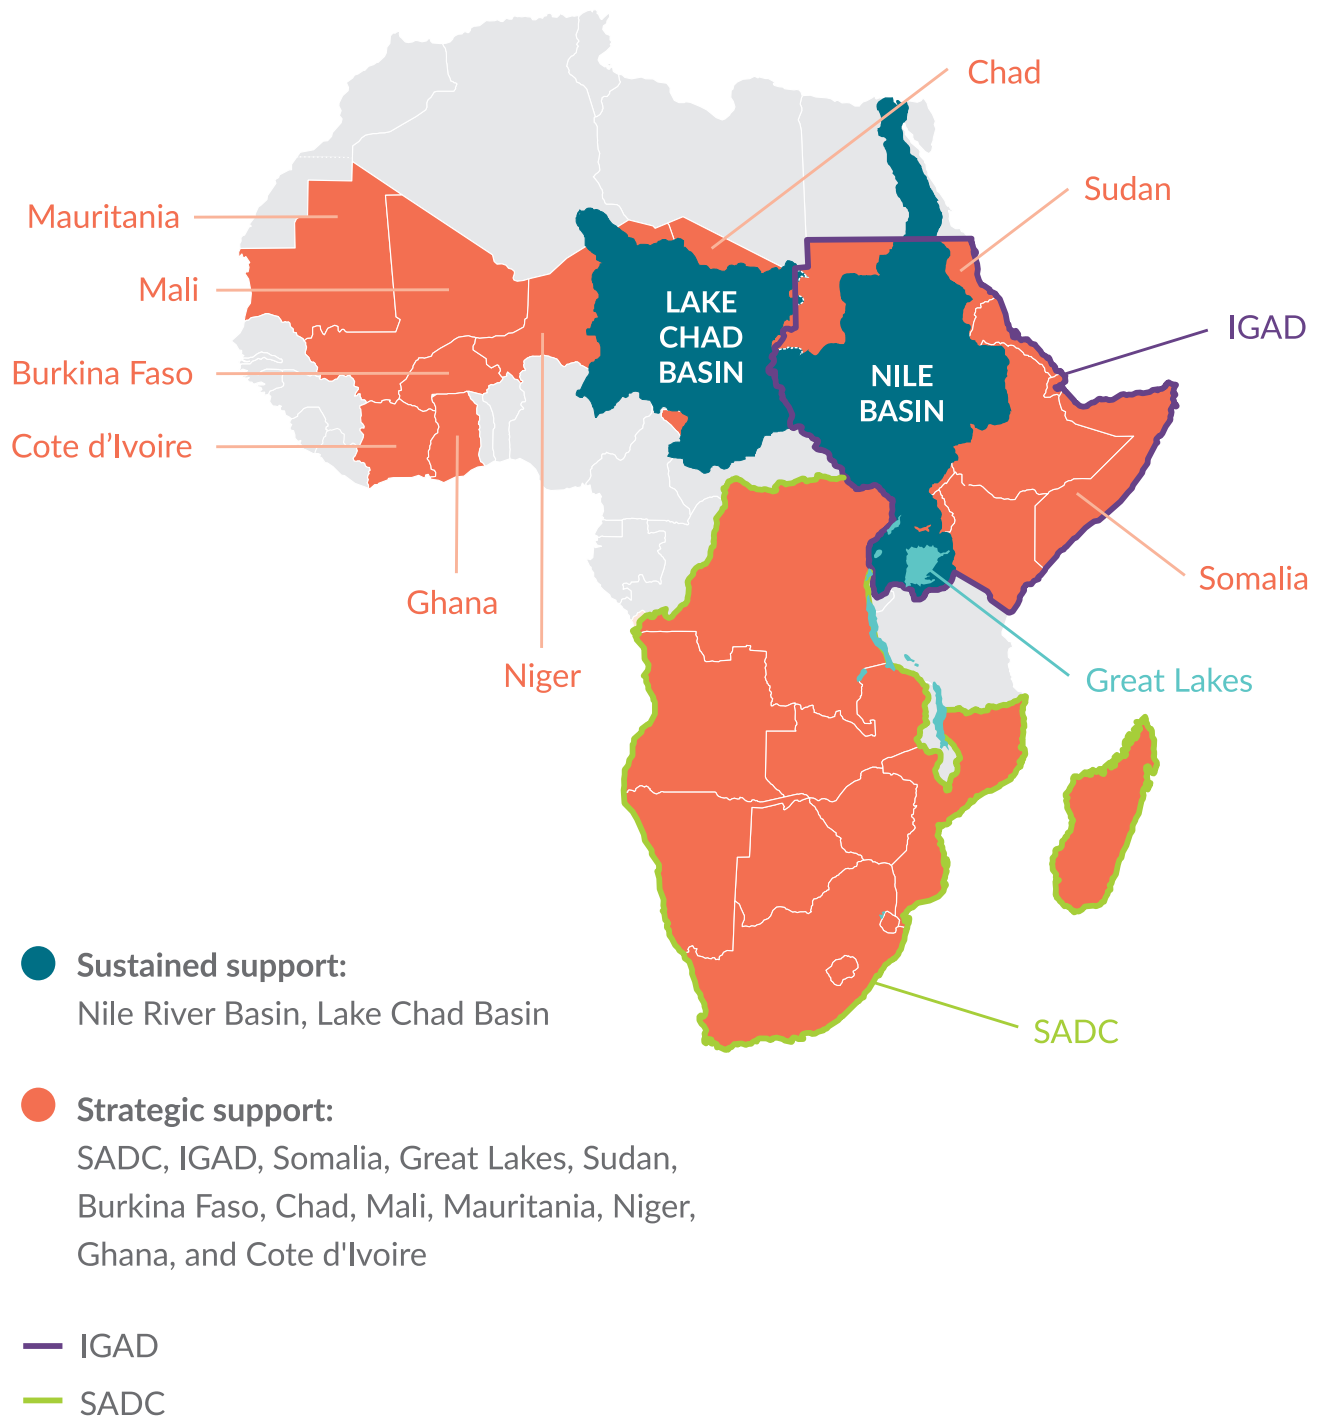 Chad
Sudan
Mauritania
Mali
LAKE
CHAD
BASIN
IGAD
Burkina Faso
NILE
BASIN
Cote d’Ivoire
Somalia
Ghana
Niger
Great Lakes
Sustained support:
Nile River Basin, Lake Chad Basin
SADC
Strategic support:
SADC, IGAD, Somalia, Great Lakes, Sudan,
Burkina Faso, Chad, Mali, Mauritania, Niger,
Ghana, and Cote d'Ivoire
IGAD
SADC